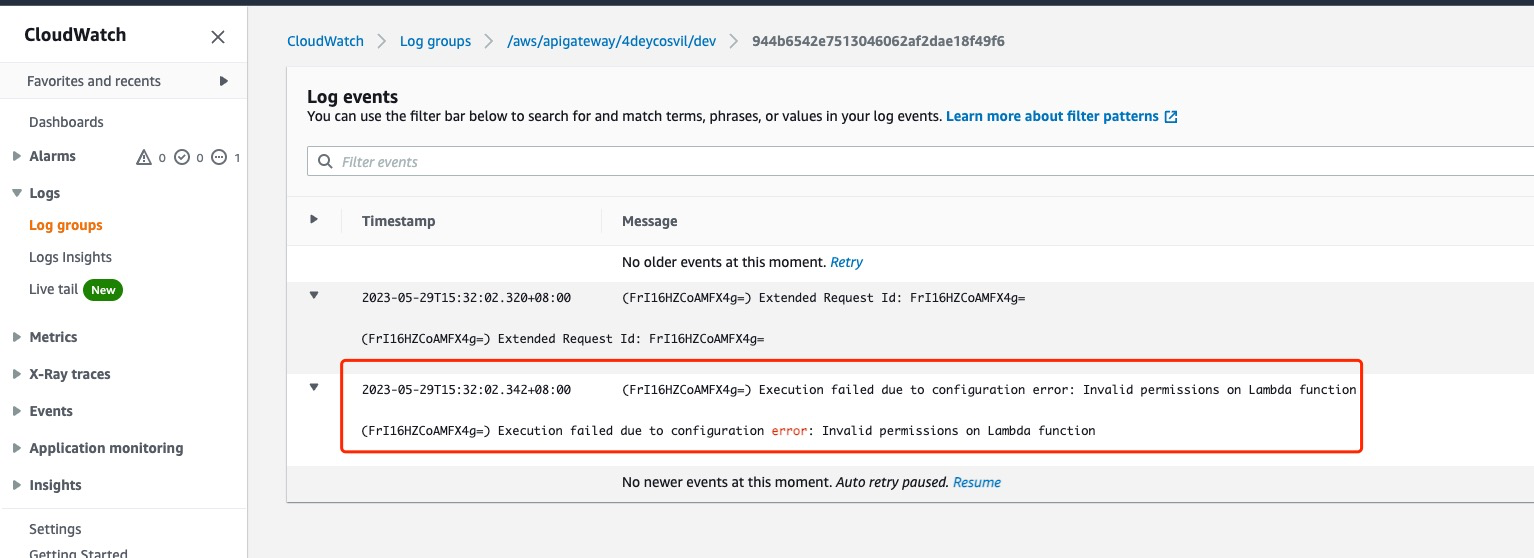 CloudWatch
Favorites and recents
Dashboards
Alarms 0 0 1
Logs
Log groups
Logs Insights
Live tail New
Metrics
X-Ray traces
Events
Application monitoring
Insights
Settings
Getting Started
CloudWatch Log groups /aws/apigateway/4deycosvil/dev 944b6542e7513046062af2dae18f49f6
Log events
You can use the filter bar below to search for and match terms, phrases, or values in your log events. Learn more about filter patterns
Filter events
Timestamp Message
No older events at this moment. Retry
2023-05-29T15:32:02.320+08:00 (FrI16HZCoAMFX4g=) Extended Request Id: FrI16HZCoAMFX4g=
(FrI16HZCoAMFX4g=) Extended Request Id: FrI16HZCoAMFX4g=
2023-05-29T15:32:02.342+08:00 (FrI16HZCoAMFX4g=) Execution failed due to configuration error: Invalid permissions on Lambda function
(FrI16HZCoAMFX4g=) Execution failed due to configuration error: Invalid permissions on Lambda function
No newer events at this moment. Auto retry paused. Resume